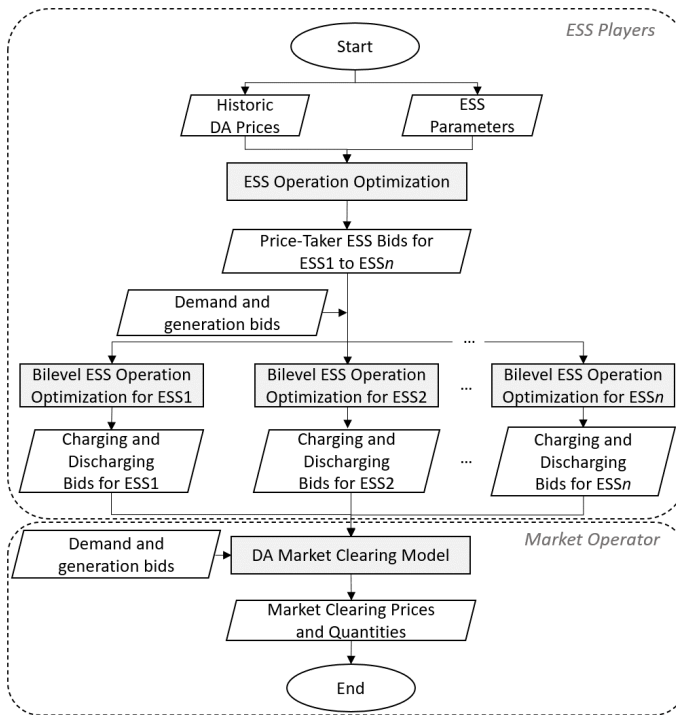 ESS Players
Start
Historic
DA Prices
ESS
Parameters
ESS Operation Optimization
Price-Taker ESS Bids for
ESS1 to ESSn
Demand and
generation bids
...
Bilevel ESS Operation
Optimization for ESS1
Bilevel ESS Operation
Optimization for ESS2
...
Bilevel ESS Operation
Optimization for ESSn
Charging and
Discharging
Bids for ESS1
Charging and
Discharging
Bids for ESS2
...
Charging and
Discharging
Bids for ESSn
Market Operator
Demand and
generation bids
DA Market Clearing Model
Market Clearing Prices
and Quantities
End